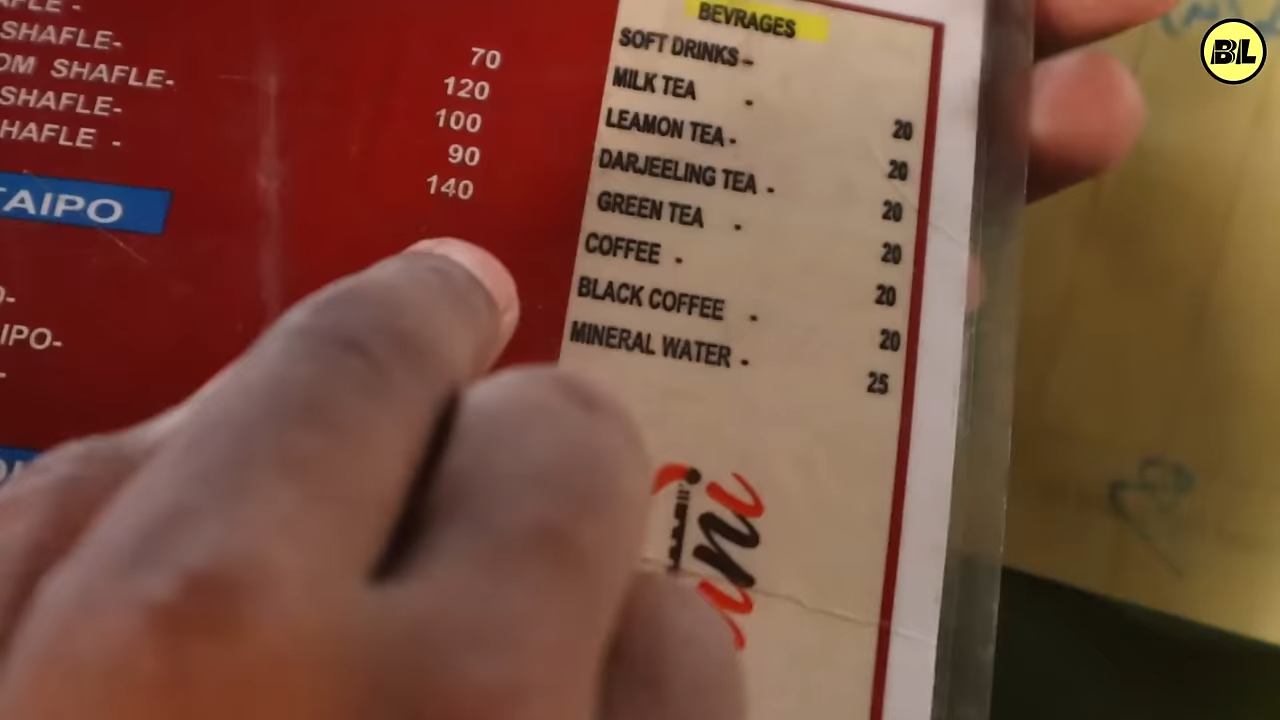 AFLE - 70
SHAFLE- 120
OM SHAFLE- 100
SHAFLE- 90
HAFLE - 140
TAIPO
IPO-
BEVRAGES
SOFT DRINKS -
MILK TEA - 20
LEAMON TEA - 20
DARJEELING TEA - 20
GREEN TEA - 20
COFFEE - 20
BLACK COFFEE - 20
MINERAL WATER - 25
BL